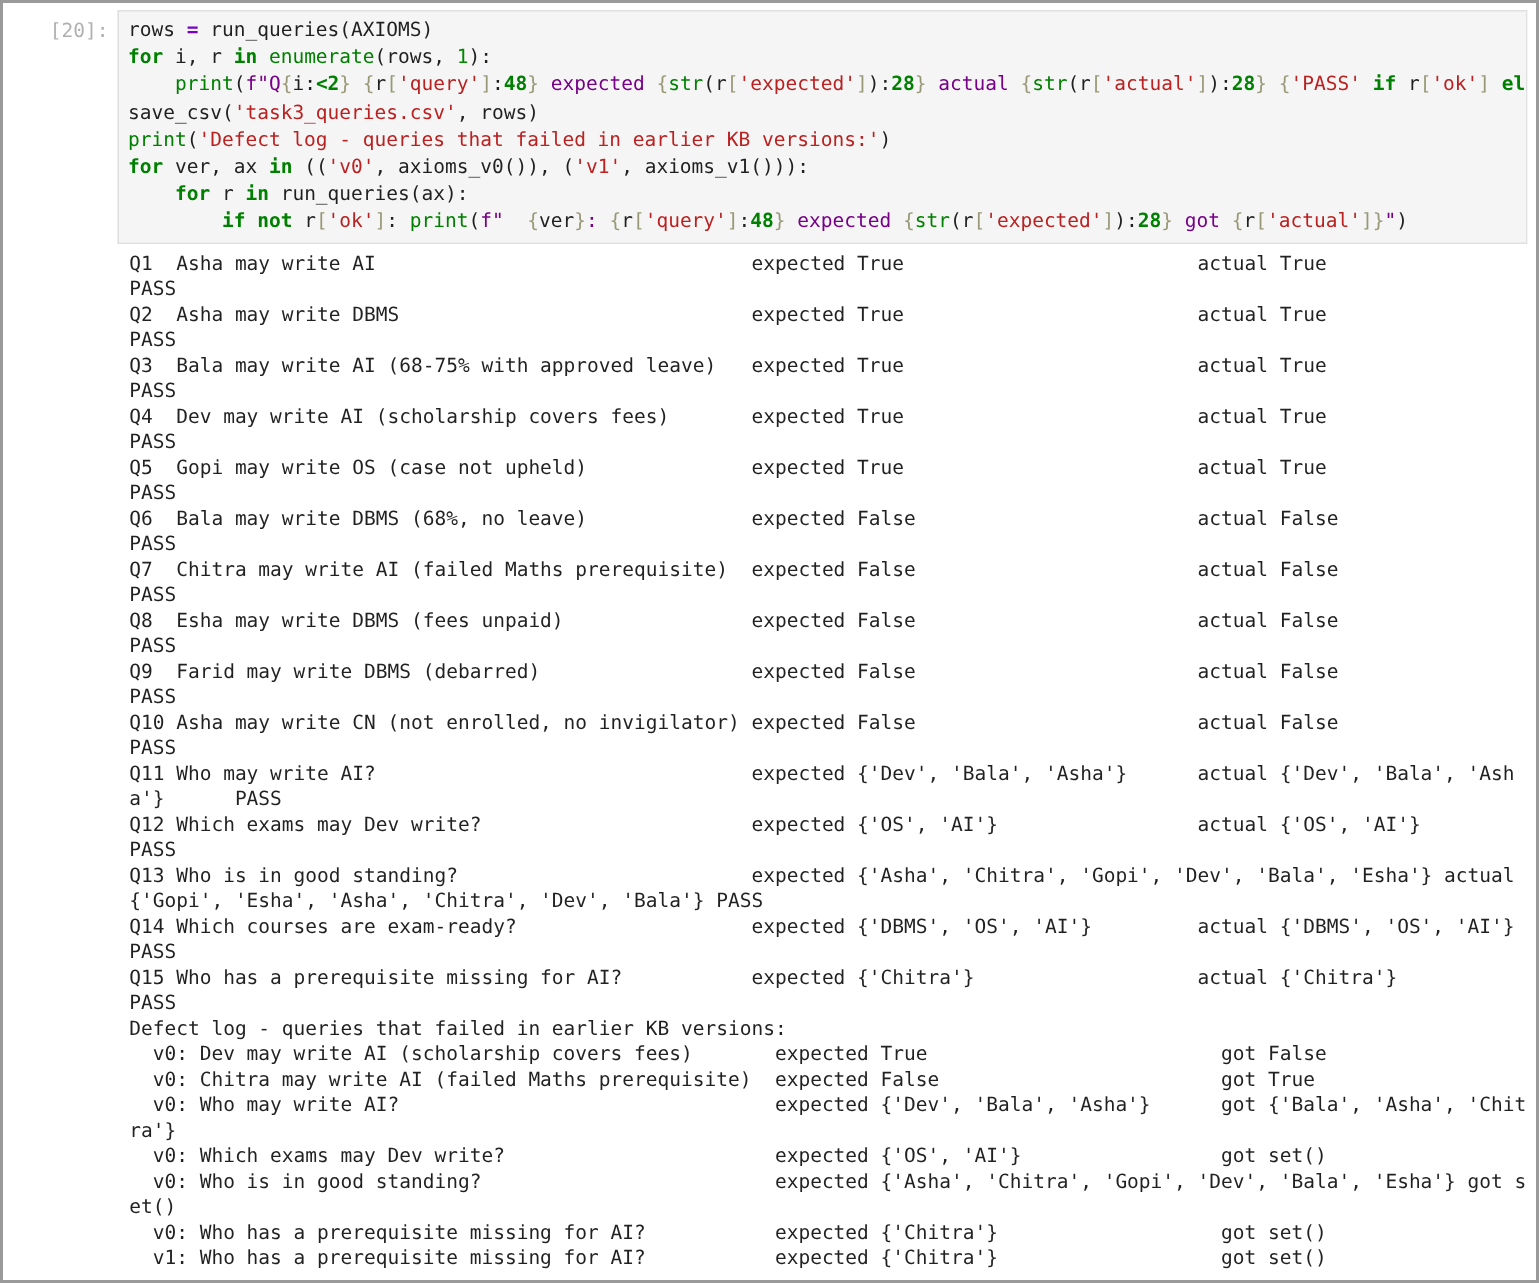 [20]: rows = run_queries(AXIOMS)
for i, r in enumerate(rows, 1):
    print(f"Q{i:<2} {r['query']:48} expected {str(r['expected']):28} actual {str(r['actual']):28} {'PASS' if r['ok'] el
save_csv('task3_queries.csv', rows)
print('Defect log - queries that failed in earlier KB versions:')
for ver, ax in (('v0', axioms_v0()), ('v1', axioms_v1())):
    for r in run_queries(ax):
        if not r['ok']: print(f"  {ver}: {r['query']:48} expected {str(r['expected']):28} got {r['actual']}")
Q1  Asha may write AI                                expected True                         actual True
PASS
Q2  Asha may write DBMS                              expected True                         actual True
PASS
Q3  Bala may write AI (68-75% with approved leave)   expected True                         actual True
PASS
Q4  Dev may write AI (scholarship covers fees)       expected True                         actual True
PASS
Q5  Gopi may write OS (case not upheld)              expected True                         actual True
PASS
Q6  Bala may write DBMS (68%, no leave)              expected False                        actual False
PASS
Q7  Chitra may write AI (failed Maths prerequisite)  expected False                        actual False
PASS
Q8  Esha may write DBMS (fees unpaid)                expected False                        actual False
PASS
Q9  Farid may write DBMS (debarred)                  expected False                        actual False
PASS
Q10 Asha may write CN (not enrolled, no invigilator) expected False                        actual False
PASS
Q11 Who may write AI?                                expected {'Dev', 'Bala', 'Asha'}      actual {'Dev', 'Bala', 'Ash
a'}      PASS
Q12 Which exams may Dev write?                       expected {'OS', 'AI'}                 actual {'OS', 'AI'}
PASS
Q13 Who is in good standing?                         expected {'Asha', 'Chitra', 'Gopi', 'Dev', 'Bala', 'Esha'} actual
{'Gopi', 'Esha', 'Asha', 'Chitra', 'Dev', 'Bala'} PASS
Q14 Which courses are exam-ready?                    expected {'DBMS', 'OS', 'AI'}         actual {'DBMS', 'OS', 'AI'}
PASS
Q15 Who has a prerequisite missing for AI?           expected {'Chitra'}                   actual {'Chitra'}
PASS
Defect log - queries that failed in earlier KB versions:
  v0: Dev may write AI (scholarship covers fees)       expected True                         got False
  v0: Chitra may write AI (failed Maths prerequisite)  expected False                        got True
  v0: Who may write AI?                                expected {'Dev', 'Bala', 'Asha'}      got {'Bala', 'Asha', 'Chit
ra'}
  v0: Which exams may Dev write?                       expected {'OS', 'AI'}                 got set()
  v0: Who is in good standing?                         expected {'Asha', 'Chitra', 'Gopi', 'Dev', 'Bala', 'Esha'} got s
et()
  v0: Who has a prerequisite missing for AI?           expected {'Chitra'}                   got set()
  v1: Who has a prerequisite missing for AI?           expected {'Chitra'}                   got set()